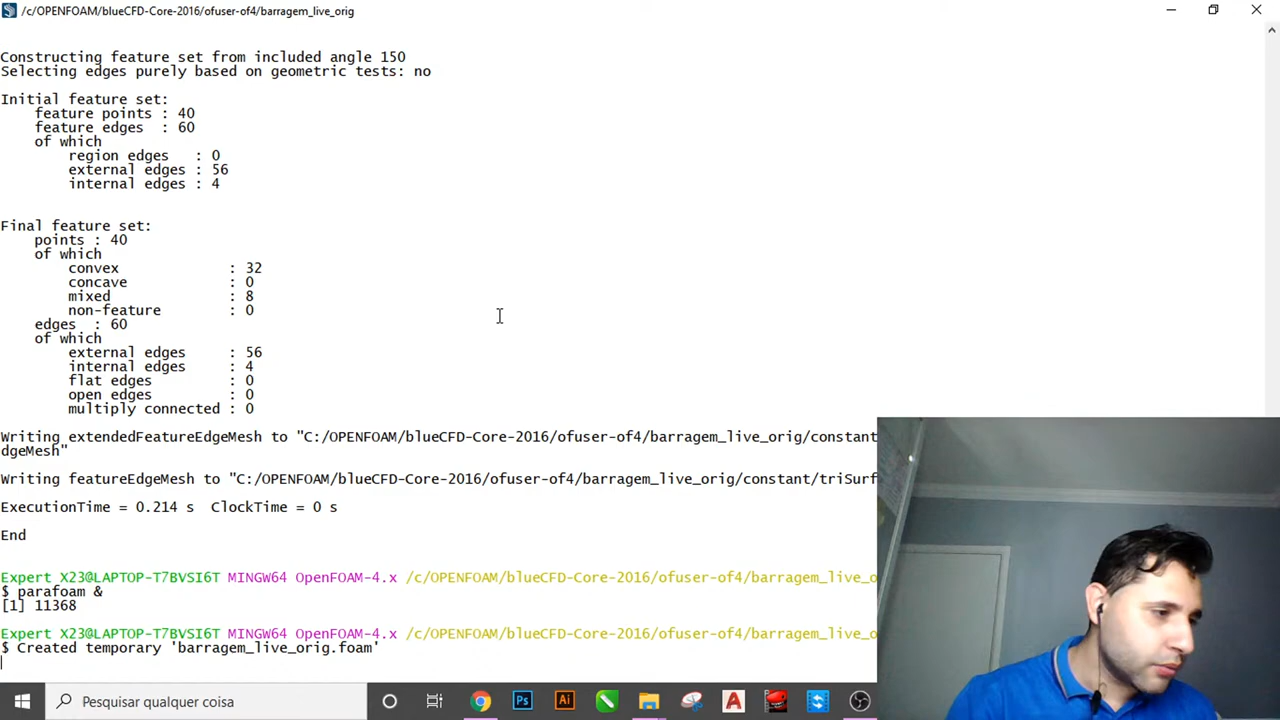 /c/OPENFOAM/blueCFD-Core-2016/ofuser-of4/barragem_live_orig
Constructing feature set from included angle 150
Selecting edges purely based on geometric tests: no
Initial feature set:
feature points : 40
feature edges : 60
of which
region edges : 0
external edges : 56
internal edges : 4
Final feature set:
points : 40
of which
convex : 32
concave : 0
mixed : 8
non-feature : 0
edges : 60
of which
external edges : 56
internal edges : 4
flat edges : 0
open edges : 0
multiply connected : 0
Writing extendedFeatureEdgeMesh to "C:/OPENFOAM/blueCFD-Core-2016/ofuser-of4/barragem_live_orig/constant
dgeMesh"
Writing featureEdgeMesh to "C:/OPENFOAM/blueCFD-Core-2016/ofuser-of4/barragem_live_orig/constant/triSurf
ExecutionTime = 0.214 s ClockTime = 0 s
End
Expert X23@LAPTOP-T7BVSI6T MINGW64 OpenFOAM-4.x /c/OPENFOAM/blueCFD-Core-2016/ofuser-of4/barragem_live_o
$ parafoam &
[1] 11368
Expert X23@LAPTOP-T7BVSI6T MINGW64 OpenFOAM-4.x /c/OPENFOAM/blueCFD-Core-2016/ofuser-of4/barragem_live_o
$ Created temporary 'barragem_live_orig.foam'
Pesquisar qualquer coisa
Ps
Ai